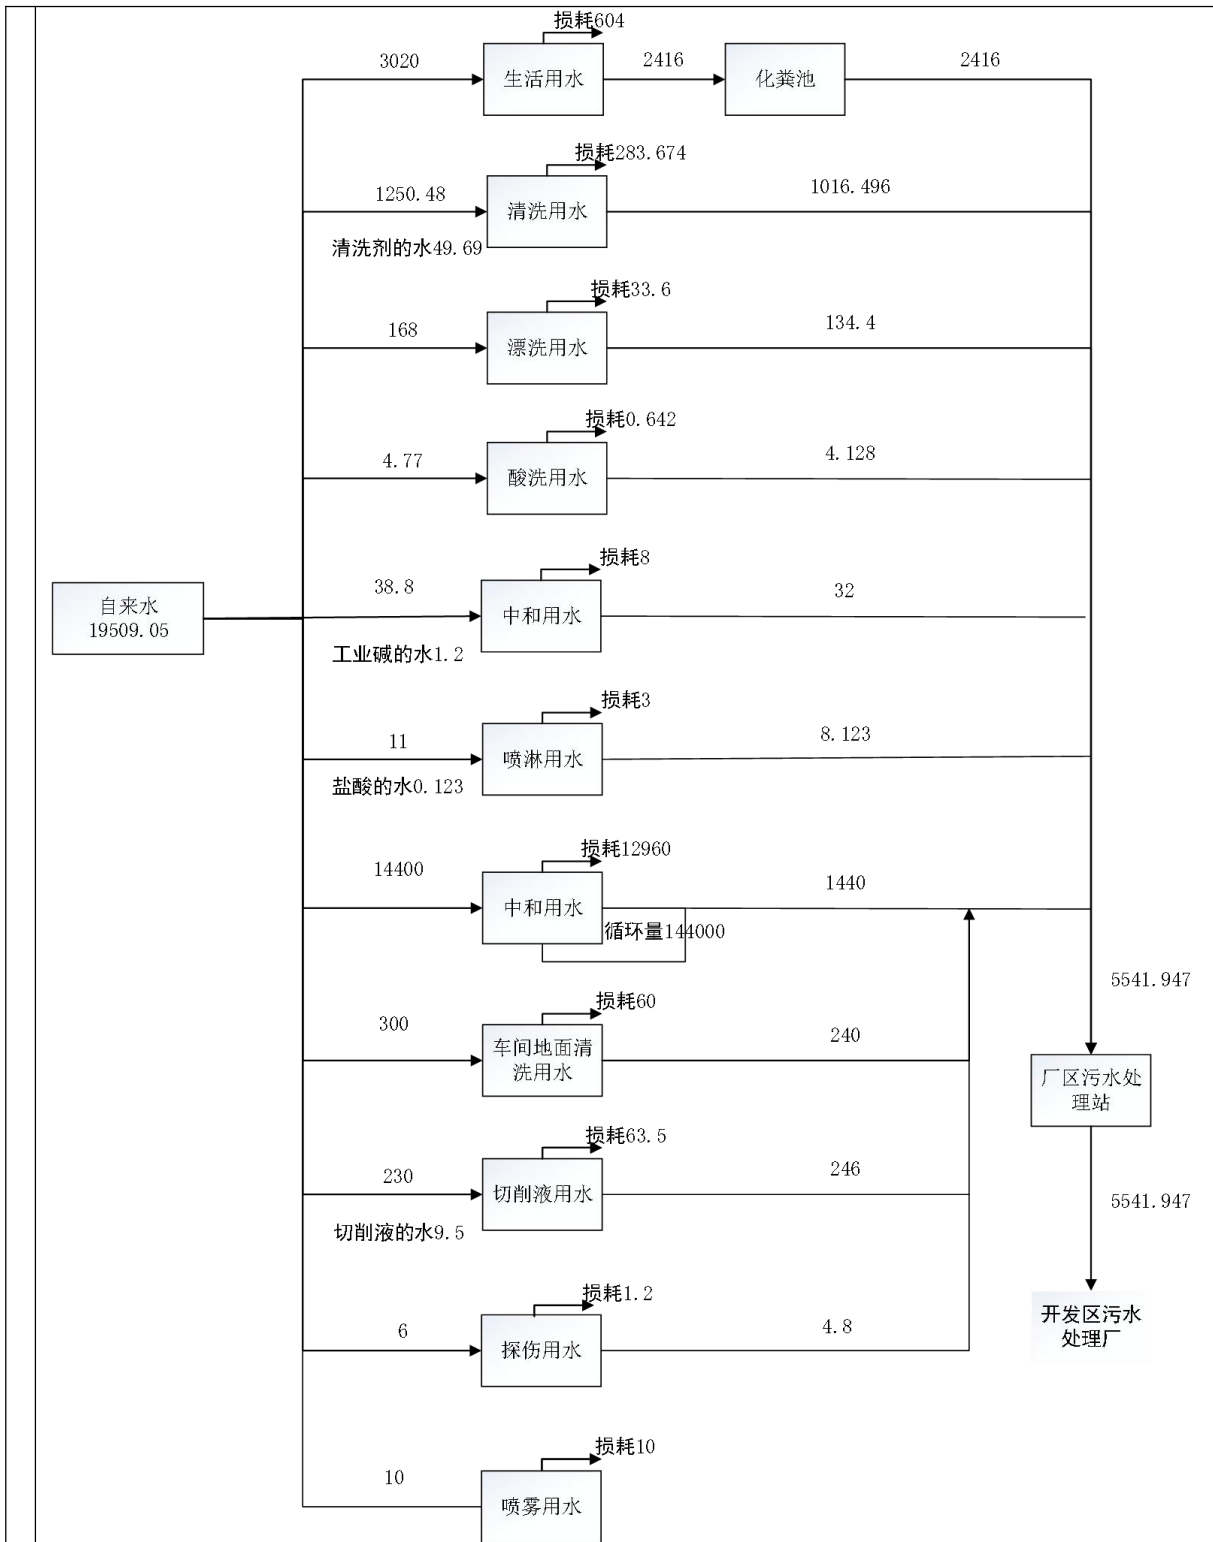 损耗604
3020
生活用水
2416
化粪池
2416
损耗283.674
1250.48
清洗用水
1016.496
清洗剂的水49.69
损耗33.6
168
漂洗用水
134.4
损耗0.642
4.77
酸洗用水
4.128
损耗8
38.8
中和用水
32
自来水
19509.05
工业碱的水1.2
损耗3
11
喷淋用水
8.123
盐酸的水0.123
损耗12960
14400
中和用水
1440
循环量144000
5541.947
损耗60
300
车间地面清
洗用水
240
厂区污水处
理站
损耗63.5
230
切削液用水
246
5541.947
切削液的水9.5
损耗1.2
6
探伤用水
4.8
开发区污水
处理厂
损耗10
10
喷雾用水